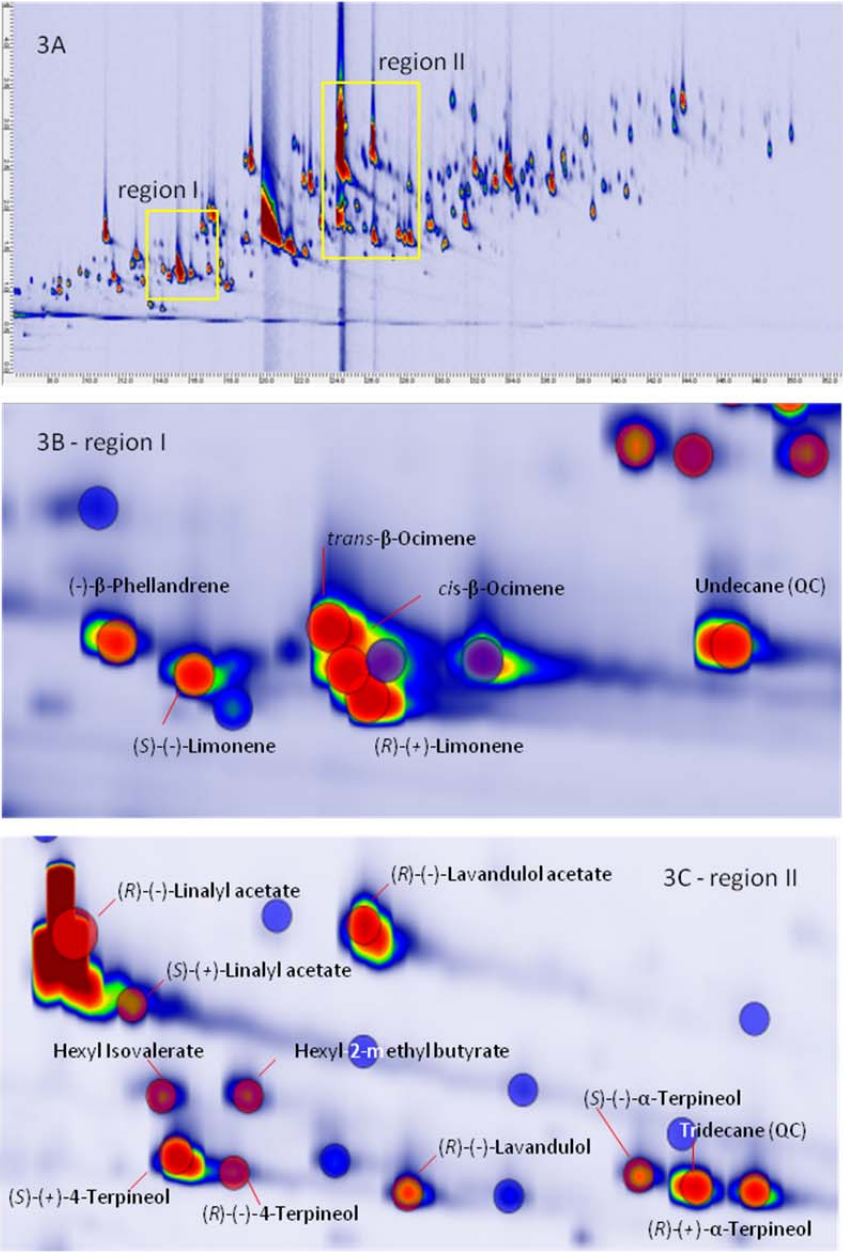 3A
region II
region I
3B - region I
trans-β-Ocimene
cis-β-Ocimene
(-)-β-Phellandrene
Undecane (QC)
(S)-(-)-Limonene
(R)-(+)-Limonene
3C - region II
(R)-(-)-Linalyl acetate
(R)-(-)-Lavandulol acetate
(S)-(+)-Linalyl acetate
Hexyl Isovalerate
Hexyl-2-methyl butyrate
(S)-(-)-α-Terpineol
Tridecane (QC)
(R)-(-)-Lavandulol
(S)-(+)-4-Terpineol
(R)-(-)-4-Terpineol
(R)-(+)-α-Terpineol